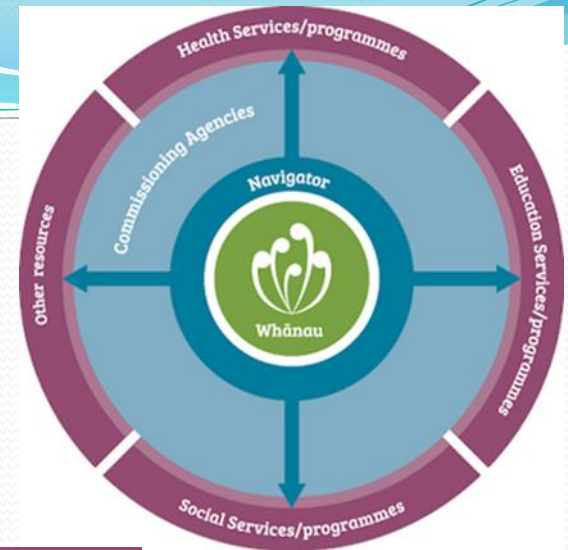 Health Services/programmes
Commissioning Agencies
Navigator
Whānau
Other resources
Education Services/programmes
Social Services/programmes